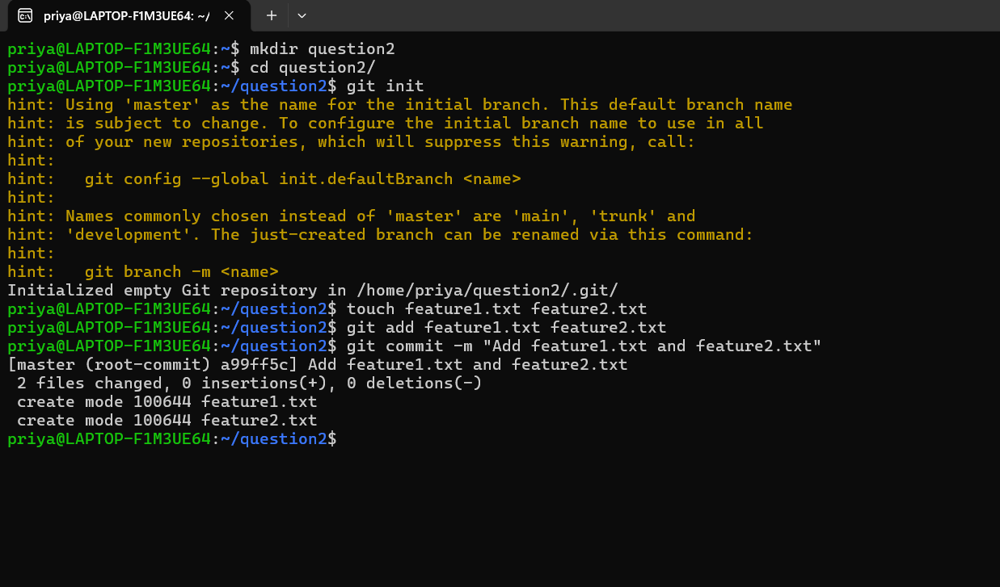 priya@LAPTOP-F1M3UE64: ~/
priya@LAPTOP-F1M3UE64:~$ mkdir question2
priya@LAPTOP-F1M3UE64:~$ cd question2/
priya@LAPTOP-F1M3UE64:~/question2$ git init
hint: Using 'master' as the name for the initial branch. This default branch name
hint: is subject to change. To configure the initial branch name to use in all
hint: of your new repositories, which will suppress this warning, call:
hint:
hint:   git config --global init.defaultBranch <name>
hint:
hint: Names commonly chosen instead of 'master' are 'main', 'trunk' and
hint: 'development'. The just-created branch can be renamed via this command:
hint:
hint:   git branch -m <name>
Initialized empty Git repository in /home/priya/question2/.git/
priya@LAPTOP-F1M3UE64:~/question2$ touch feature1.txt feature2.txt
priya@LAPTOP-F1M3UE64:~/question2$ git add feature1.txt feature2.txt
priya@LAPTOP-F1M3UE64:~/question2$ git commit -m "Add feature1.txt and feature2.txt"
[master (root-commit) a99ff5c] Add feature1.txt and feature2.txt
 2 files changed, 0 insertions(+), 0 deletions(-)
 create mode 100644 feature1.txt
 create mode 100644 feature2.txt
priya@LAPTOP-F1M3UE64:~/question2$